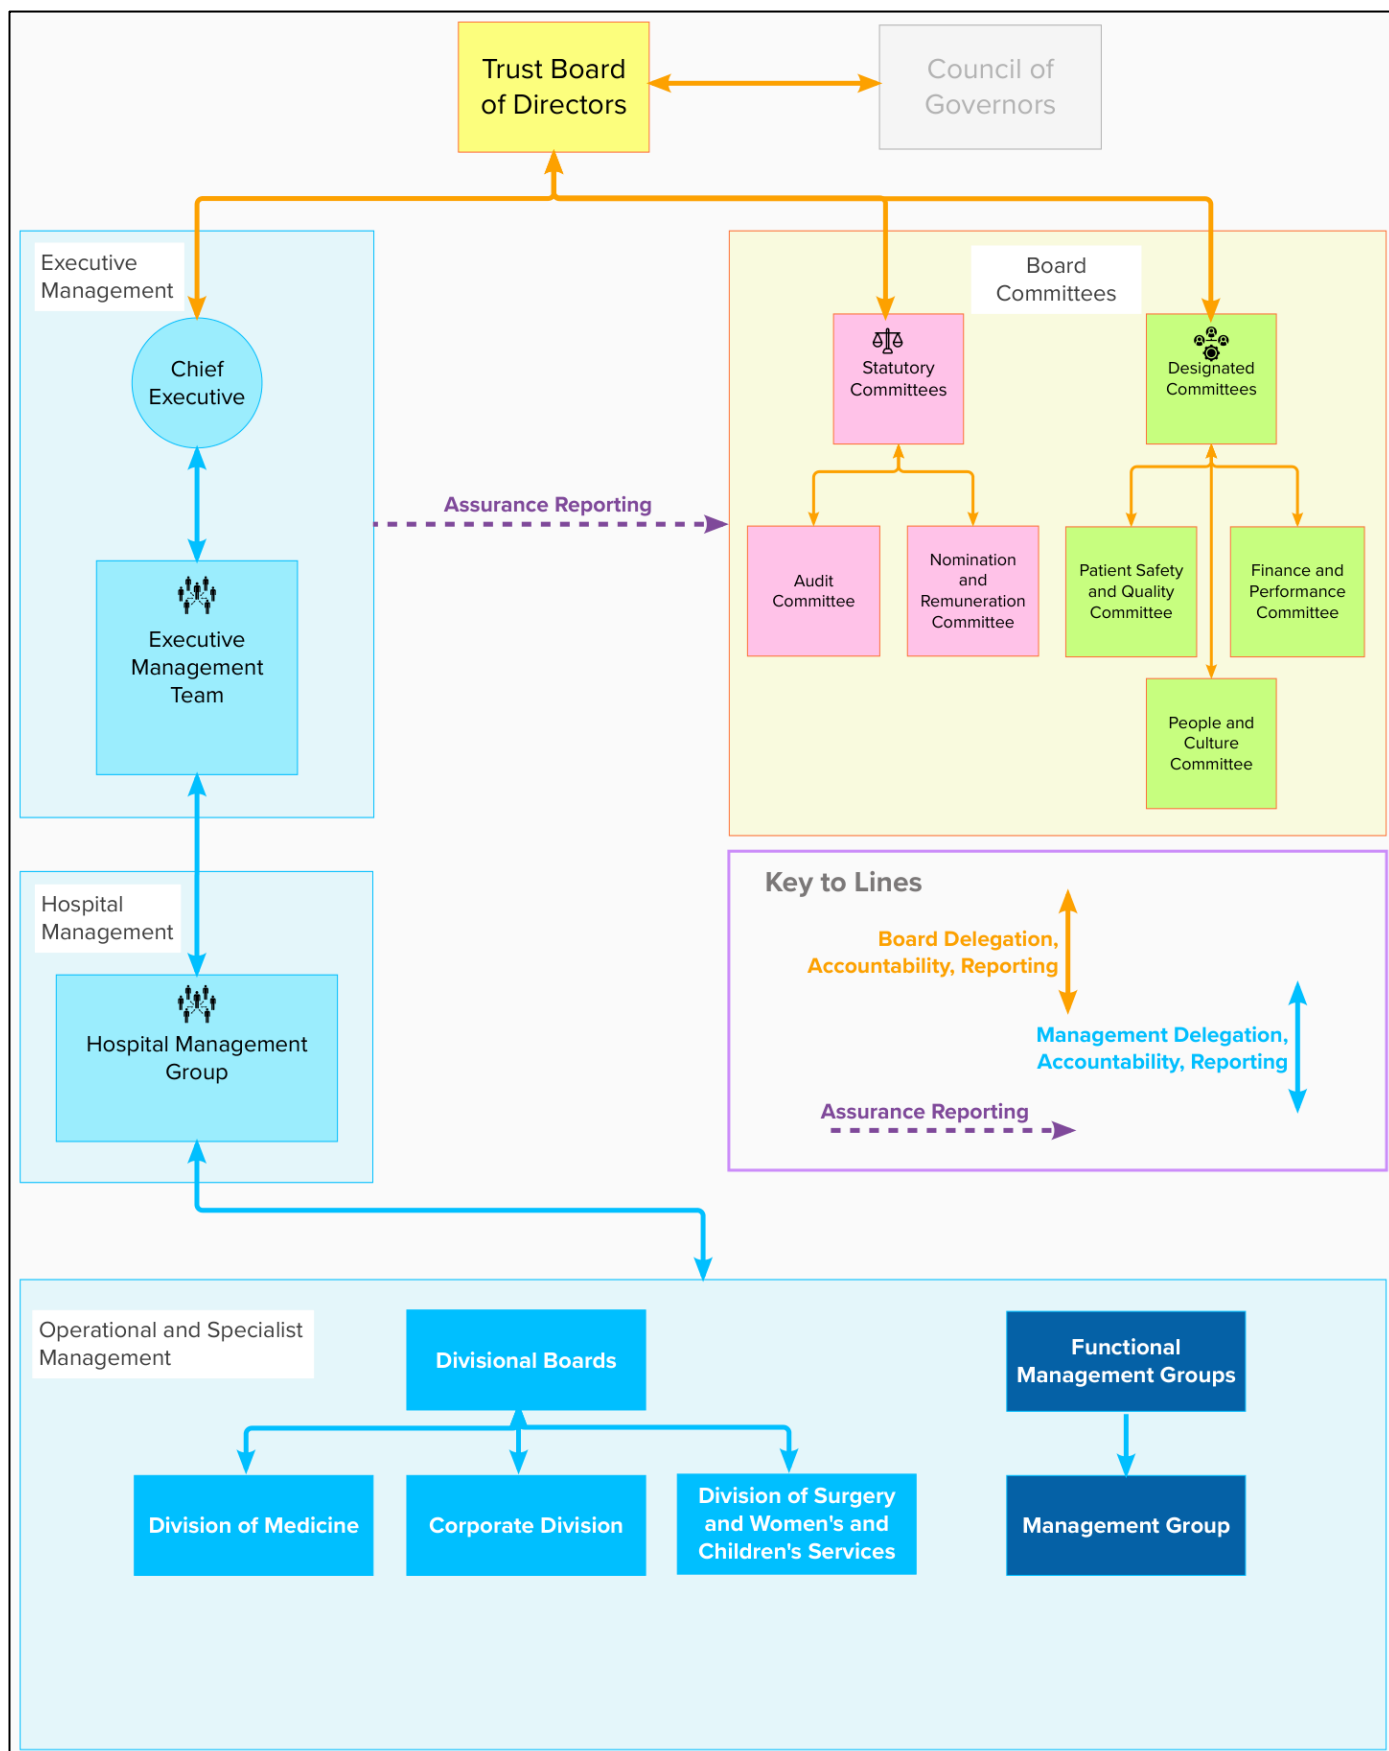 Trust Board
of Directors
Council of
Governors
Executive
Management
Chief
Executive
Executive
Management
Team
Assurance Reporting
Board
Committees
Statutory
Committees
Designated
Committees
Audit
Committee
Nomination
and
Remuneration
Committee
Patient Safety
and Quality
Committee
Finance and
Performance
Committee
People and
Culture
Committee
Hospital
Management
Hospital Management
Group
Key to Lines
Board Delegation,
Accountability, Reporting
Management Delegation,
Accountability, Reporting
Assurance Reporting
Operational and Specialist
Management
Divisional Boards
Functional
Management Groups
Division of Medicine
Corporate Division
Division of Surgery
and Women's and
Children's Services
Management Group